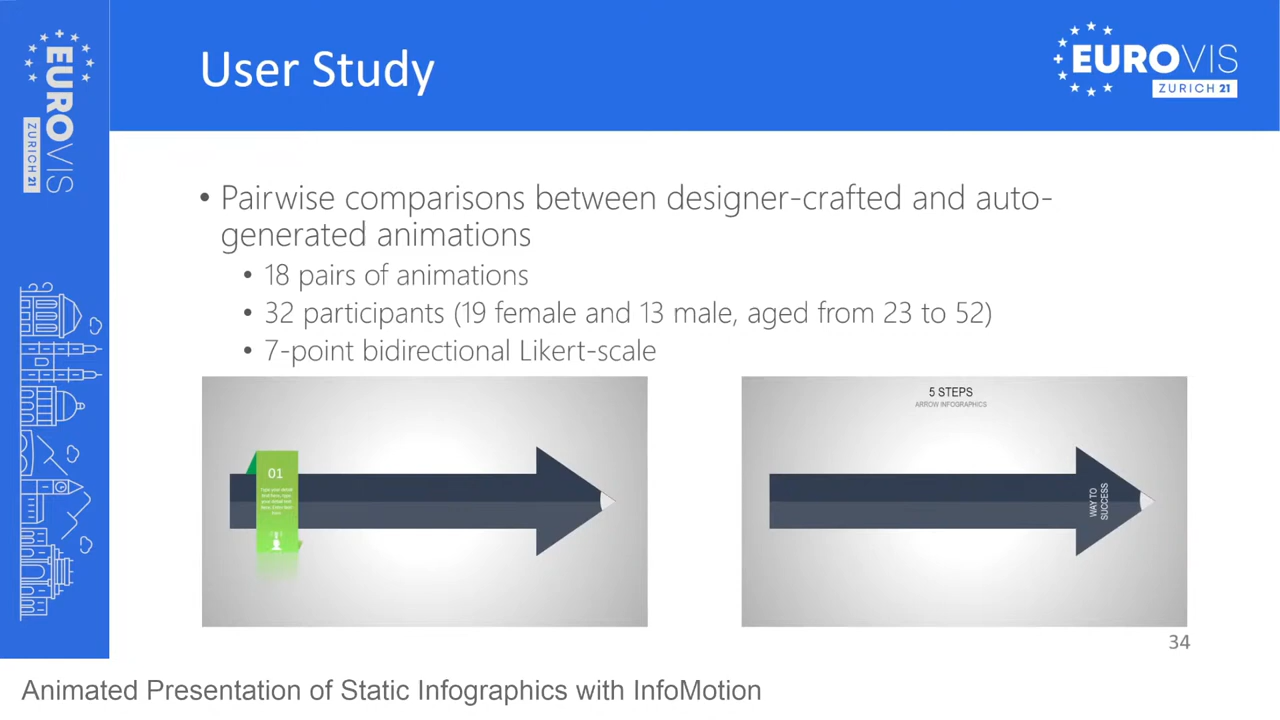 User Study
EUROVIS
ZURICH 21
EUROVIS
ZURICH 21
• Pairwise comparisons between designer-crafted and auto-
generated animations
• 18 pairs of animations
• 32 participants (19 female and 13 male, aged from 23 to 52)
• 7-point bidirectional Likert-scale
01
5 STEPS
ARROW INFOGRAPHICS
WAY TO
SUCCESS
34
Animated Presentation of Static Infographics with InfoMotion